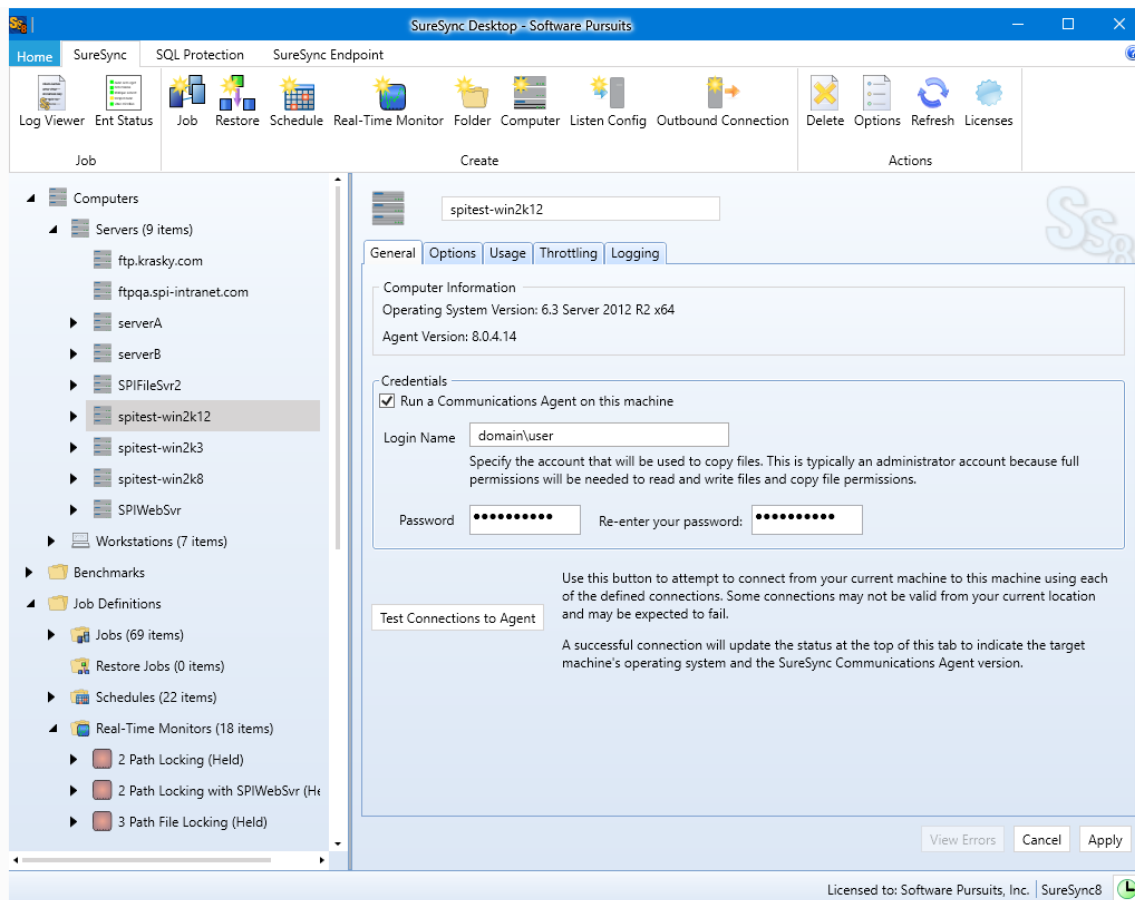 SureSync Desktop - Software Pursuits
Home SureSync SQL Protection SureSync Endpoint
Log Viewer Ent Status Job Restore Schedule Real-Time Monitor Folder Computer Listen Config Outbound Connection Delete Options Refresh Licenses
Job Create Actions
Computers
Servers (9 items)
ftp.krasky.com
ftpqa.spi-intranet.com
serverA
serverB
SPIFileSvr2
spitest-win2k12
spitest-win2k3
spitest-win2k8
SPIWebSvr
Workstations (7 items)
Benchmarks
Job Definitions
Jobs (69 items)
Restore Jobs (0 items)
Schedules (22 items)
Real-Time Monitors (18 items)
2 Path Locking (Held)
2 Path Locking with SPIWebSvr (He
3 Path File Locking (Held)
spitest-win2k12
SS8
General Options Usage Throttling Logging
Computer Information
Operating System Version: 6.3 Server 2012 R2 x64
Agent Version: 8.0.4.14
Credentials
Run a Communications Agent on this machine
Login Name domain\user
Specify the account that will be used to copy files. This is typically an administrator account because full
permissions will be needed to read and write files and copy file permissions.
Password ●●●●●●●●●● Re-enter your password: ●●●●●●●●●●
Test Connections to Agent
Use this button to attempt to connect from your current machine to this machine using each
of the defined connections. Some connections may not be valid from your current location
and may be expected to fail.
A successful connection will update the status at the top of this tab to indicate the target
machine's operating system and the SureSync Communications Agent version.
View Errors Cancel Apply
Licensed to: Software Pursuits, Inc. SureSync8